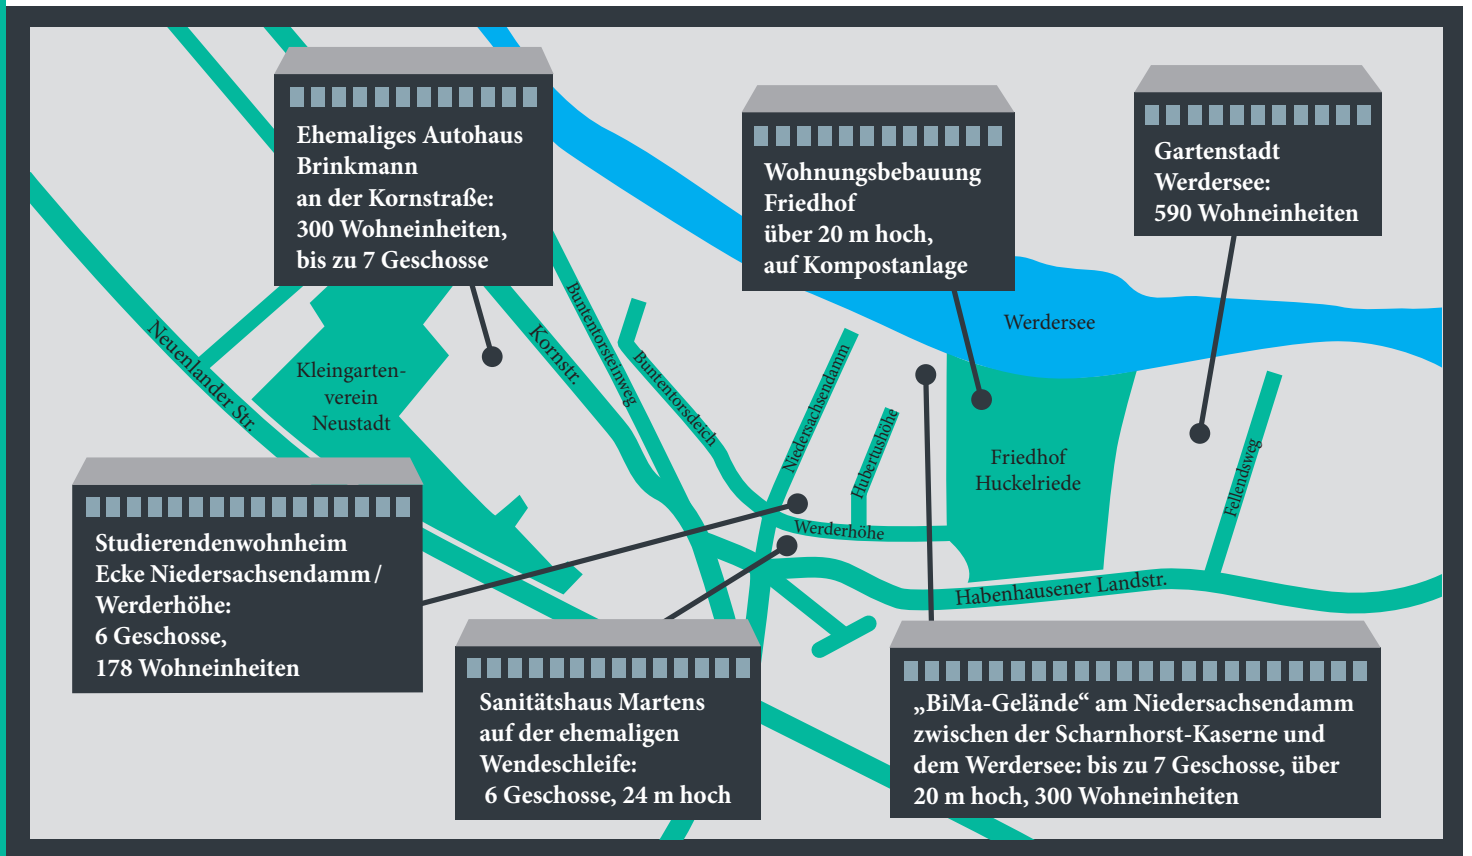 Ehemaliges Autohaus
Brinkmann
an der Kornstraße:
300 Wohneinheiten,
bis zu 7 Geschosse
Wohnungsbebauung
Friedhof
über 20 m hoch,
auf Kompostanlage
Gartenstadt
Werdersee:
590 Wohneinheiten
Werdersee
Neuenlander Str.
Kleingarten-
verein
Neustadt
Kornstr.
Buntentorsteinweg
Buntentorsdeich
Niedersachsendamm
Hubertushöhe
Werderhöhe
Friedhof
Huckelriede
Fellendsweg
Habenhausener Landstr.
Studierendenwohnheim
Ecke Niedersachsendamm /
Werderhöhe:
6 Geschosse,
178 Wohneinheiten
Sanitätshaus Martens
auf der ehemaligen
Wendeschleife:
6 Geschosse, 24 m hoch
„BiMa-Gelände“ am Niedersachsendamm
zwischen der Scharnhorst-Kaserne und
dem Werdersee: bis zu 7 Geschosse, über
20 m hoch, 300 Wohneinheiten